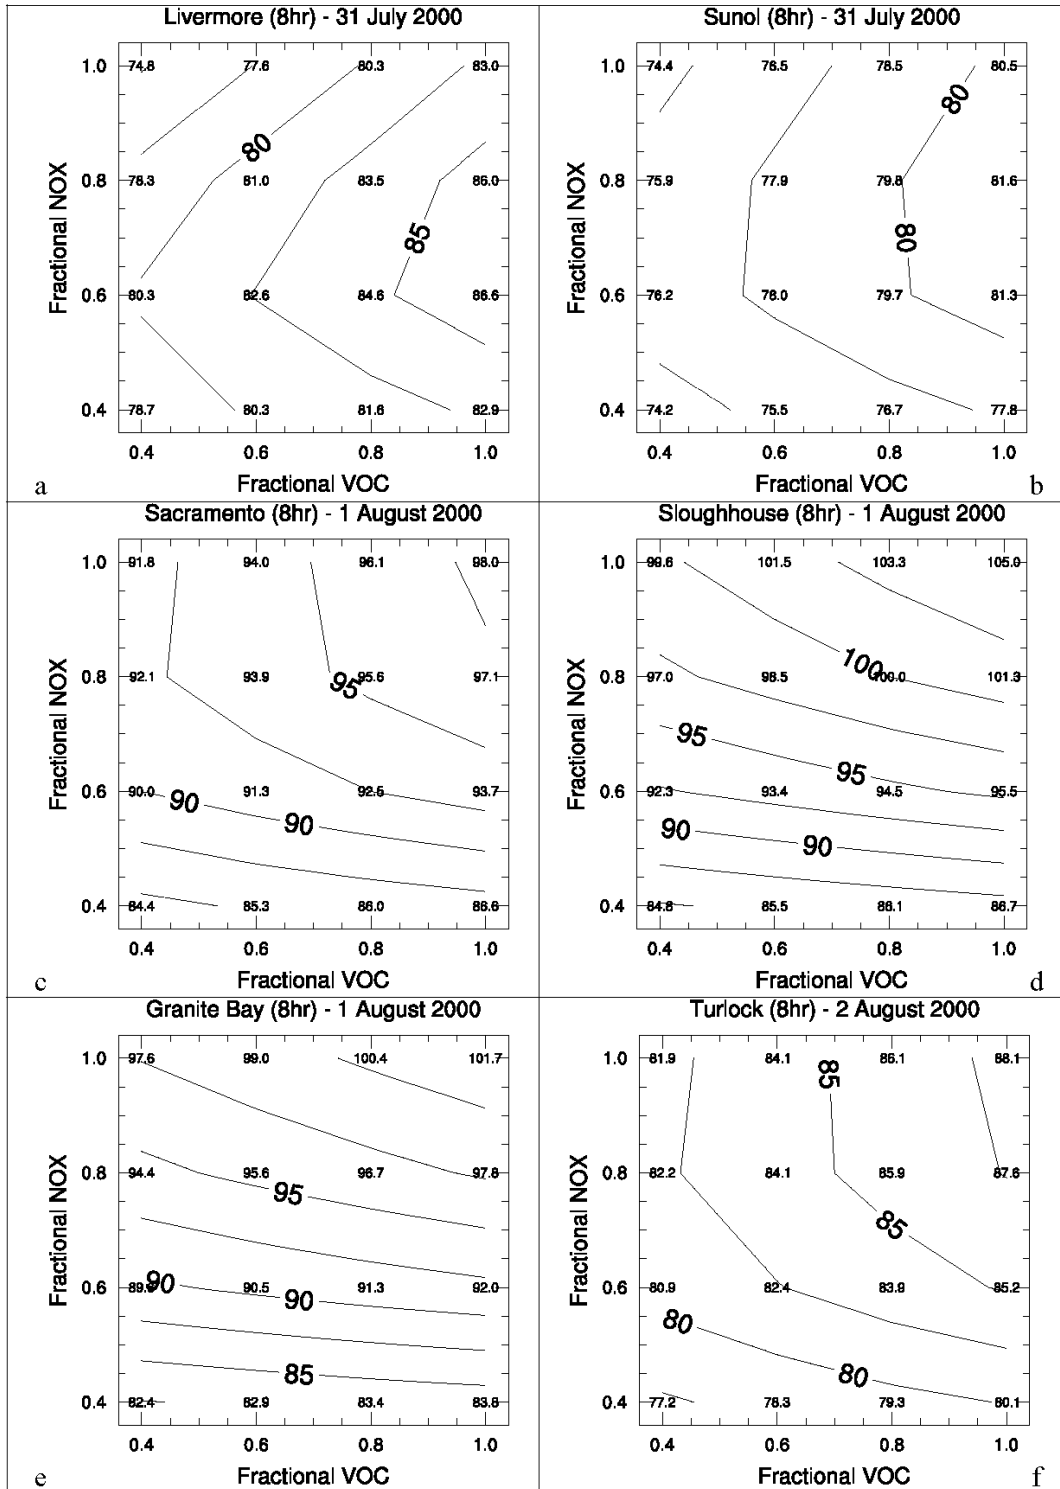 Livermore (8hr) - 31 July 2000
1.0 74.8 77.6 80.3 83.0
80
0.8 78.3 81.0 83.5 86.0
85
0.6 80.3 82.6 84.6 86.6
0.4 78.7 80.3 81.6 82.9
0.4 0.6 0.8 1.0
Fractional NOX
Fractional VOC
a
Sunol (8hr) - 31 July 2000
1.0 74.4 76.5 78.5 80.5
80
0.8 75.9 77.9 79.8 81.6
80
0.6 76.2 78.0 79.7 81.3
0.4 74.2 75.5 76.7 77.8
0.4 0.6 0.8 1.0
Fractional NOX
Fractional VOC
b
Sacramento (8hr) - 1 August 2000
1.0 91.8 94.0 96.1 98.0
0.8 92.1 93.9 95.6 97.1
95
0.6 90.0 91.3 92.5 93.7
90
90
0.4 84.4 85.3 86.0 86.6
0.4 0.6 0.8 1.0
Fractional NOX
Fractional VOC
c
Sloughhouse (8hr) - 1 August 2000
1.0 99.6 101.5 103.3 105.0
100
0.8 97.0 98.5 100.0 101.3
95
95
0.6 92.3 93.4 94.5 95.5
90
90
0.4 84.8 85.5 86.1 86.7
0.4 0.6 0.8 1.0
Fractional NOX
Fractional VOC
d
Granite Bay (8hr) - 1 August 2000
1.0 97.6 99.0 100.4 101.7
0.8 94.4 95.6 96.7 97.8
95
90
0.6 90.5 91.3 92.0
90
85
0.4 82.4 82.9 83.4 83.8
0.4 0.6 0.8 1.0
Fractional NOX
Fractional VOC
e
Turlock (8hr) - 2 August 2000
1.0 81.9 84.1 86.1 88.1
85
0.8 82.2 84.1 85.9 87.6
85
0.6 80.9 82.4 83.9 85.2
80
80
0.4 77.2 78.3 79.3 80.1
0.4 0.6 0.8 1.0
Fractional NOX
Fractional VOC
f